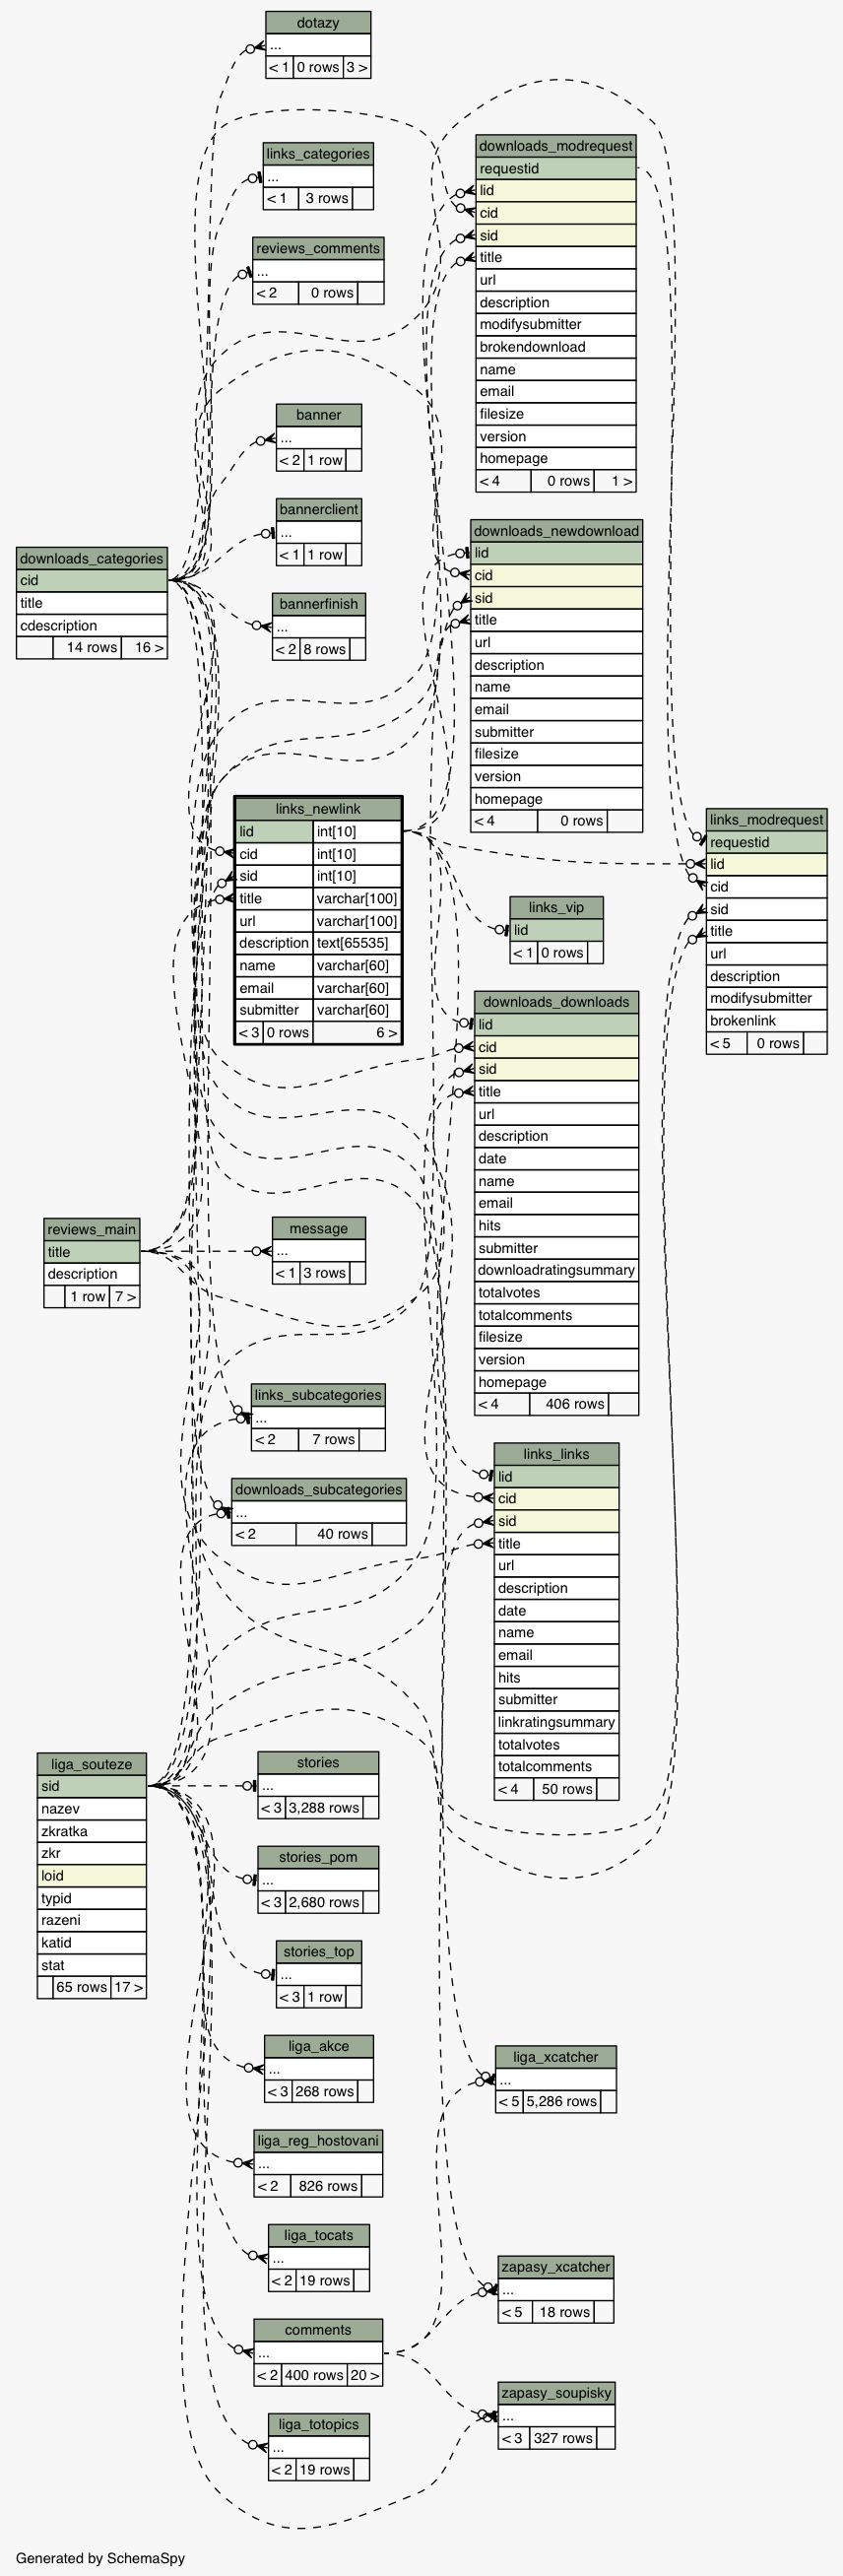 dotazy
...
< 1 0 rows 3 >
links_categories
...
< 1 3 rows
reviews_comments
...
< 2 0 rows
banner
...
< 2 1 row
bannerclient
...
< 1 1 row
bannerfinish
...
< 2 8 rows
downloads_categories
cid
title
cdescription
14 rows 16 >
downloads_modrequest
requestid
lid
cid
sid
title
url
description
modifysubmitter
brokendownload
name
email
filesize
version
homepage
< 4 0 rows 1 >
downloads_newdownload
lid
cid
sid
title
url
description
name
email
submitter
filesize
version
homepage
< 4 0 rows
links_newlink
lid int[10]
cid int[10]
sid int[10]
title varchar[100]
url varchar[100]
description text[65535]
name varchar[60]
email varchar[60]
submitter varchar[60]
< 3 0 rows 6 >
links_modrequest
requestid
lid
cid
sid
title
url
description
modifysubmitter
brokenlink
< 5 0 rows
links_vip
lid
< 1 0 rows
downloads_downloads
lid
cid
sid
title
url
description
date
name
email
hits
submitter
downloadratingsummary
totalvotes
totalcomments
filesize
version
homepage
< 4 406 rows
reviews_main
title
description
1 row 7 >
message
...
< 1 3 rows
links_subcategories
...
< 2 7 rows
downloads_subcategories
...
< 2 40 rows
links_links
lid
cid
sid
title
url
description
date
name
email
hits
submitter
linkratingsummary
totalvotes
totalcomments
< 4 50 rows
liga_souteze
sid
nazev
zkratka
zkr
loid
typid
razeni
katid
stat
65 rows 17 >
stories
...
< 3 3,288 rows
stories_pom
...
< 3 2,680 rows
stories_top
...
< 3 1 row
liga_akce
...
< 3 268 rows
liga_xcatcher
...
< 5 5,286 rows
liga_reg_hostovani
...
< 2 826 rows
liga_tocats
...
< 2 19 rows
zapasy_xcatcher
...
< 5 18 rows
comments
...
< 2 400 rows 20 >
zapasy_soupisky
...
< 3 327 rows
liga_totopics
...
< 2 19 rows
Generated by SchemaSpy